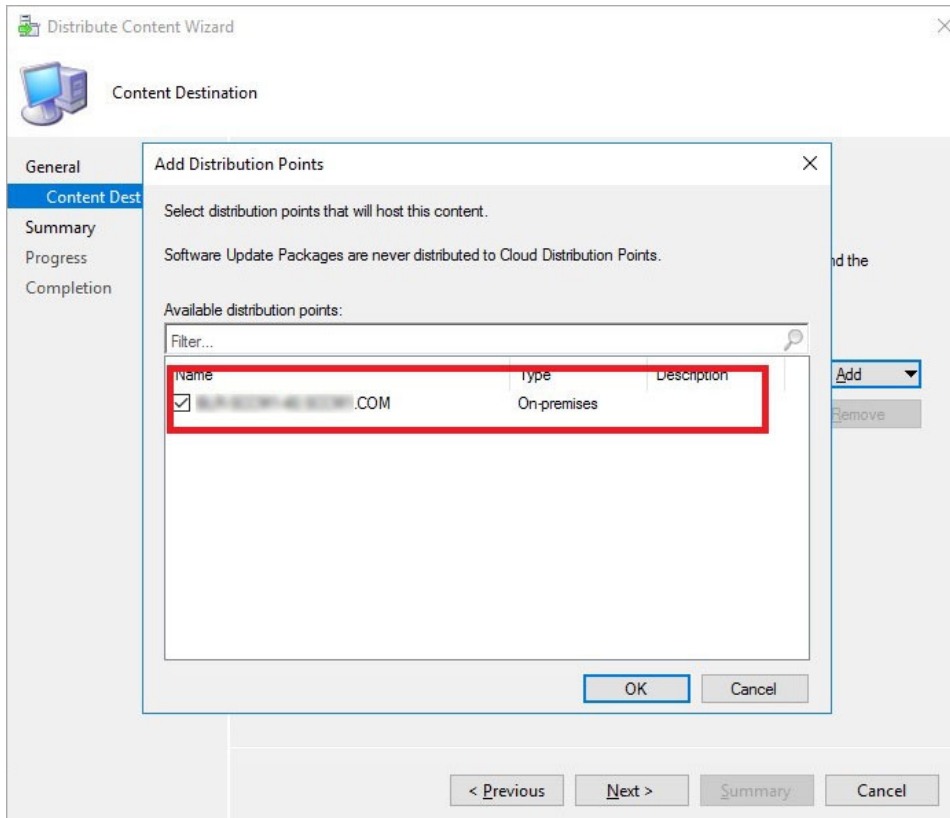 Distribute Content Wizard
Content Destination
General
Content Dest
Summary
Progress
Completion
Add Distribution Points
Select distribution points that will host this content.
Software Update Packages are never distributed to Cloud Distribution Points.
Available distribution points:
Filter...
Name Type Description
.COM On-premises
OK Cancel
nd the
Add
Remove
< Previous Next > Summary Cancel